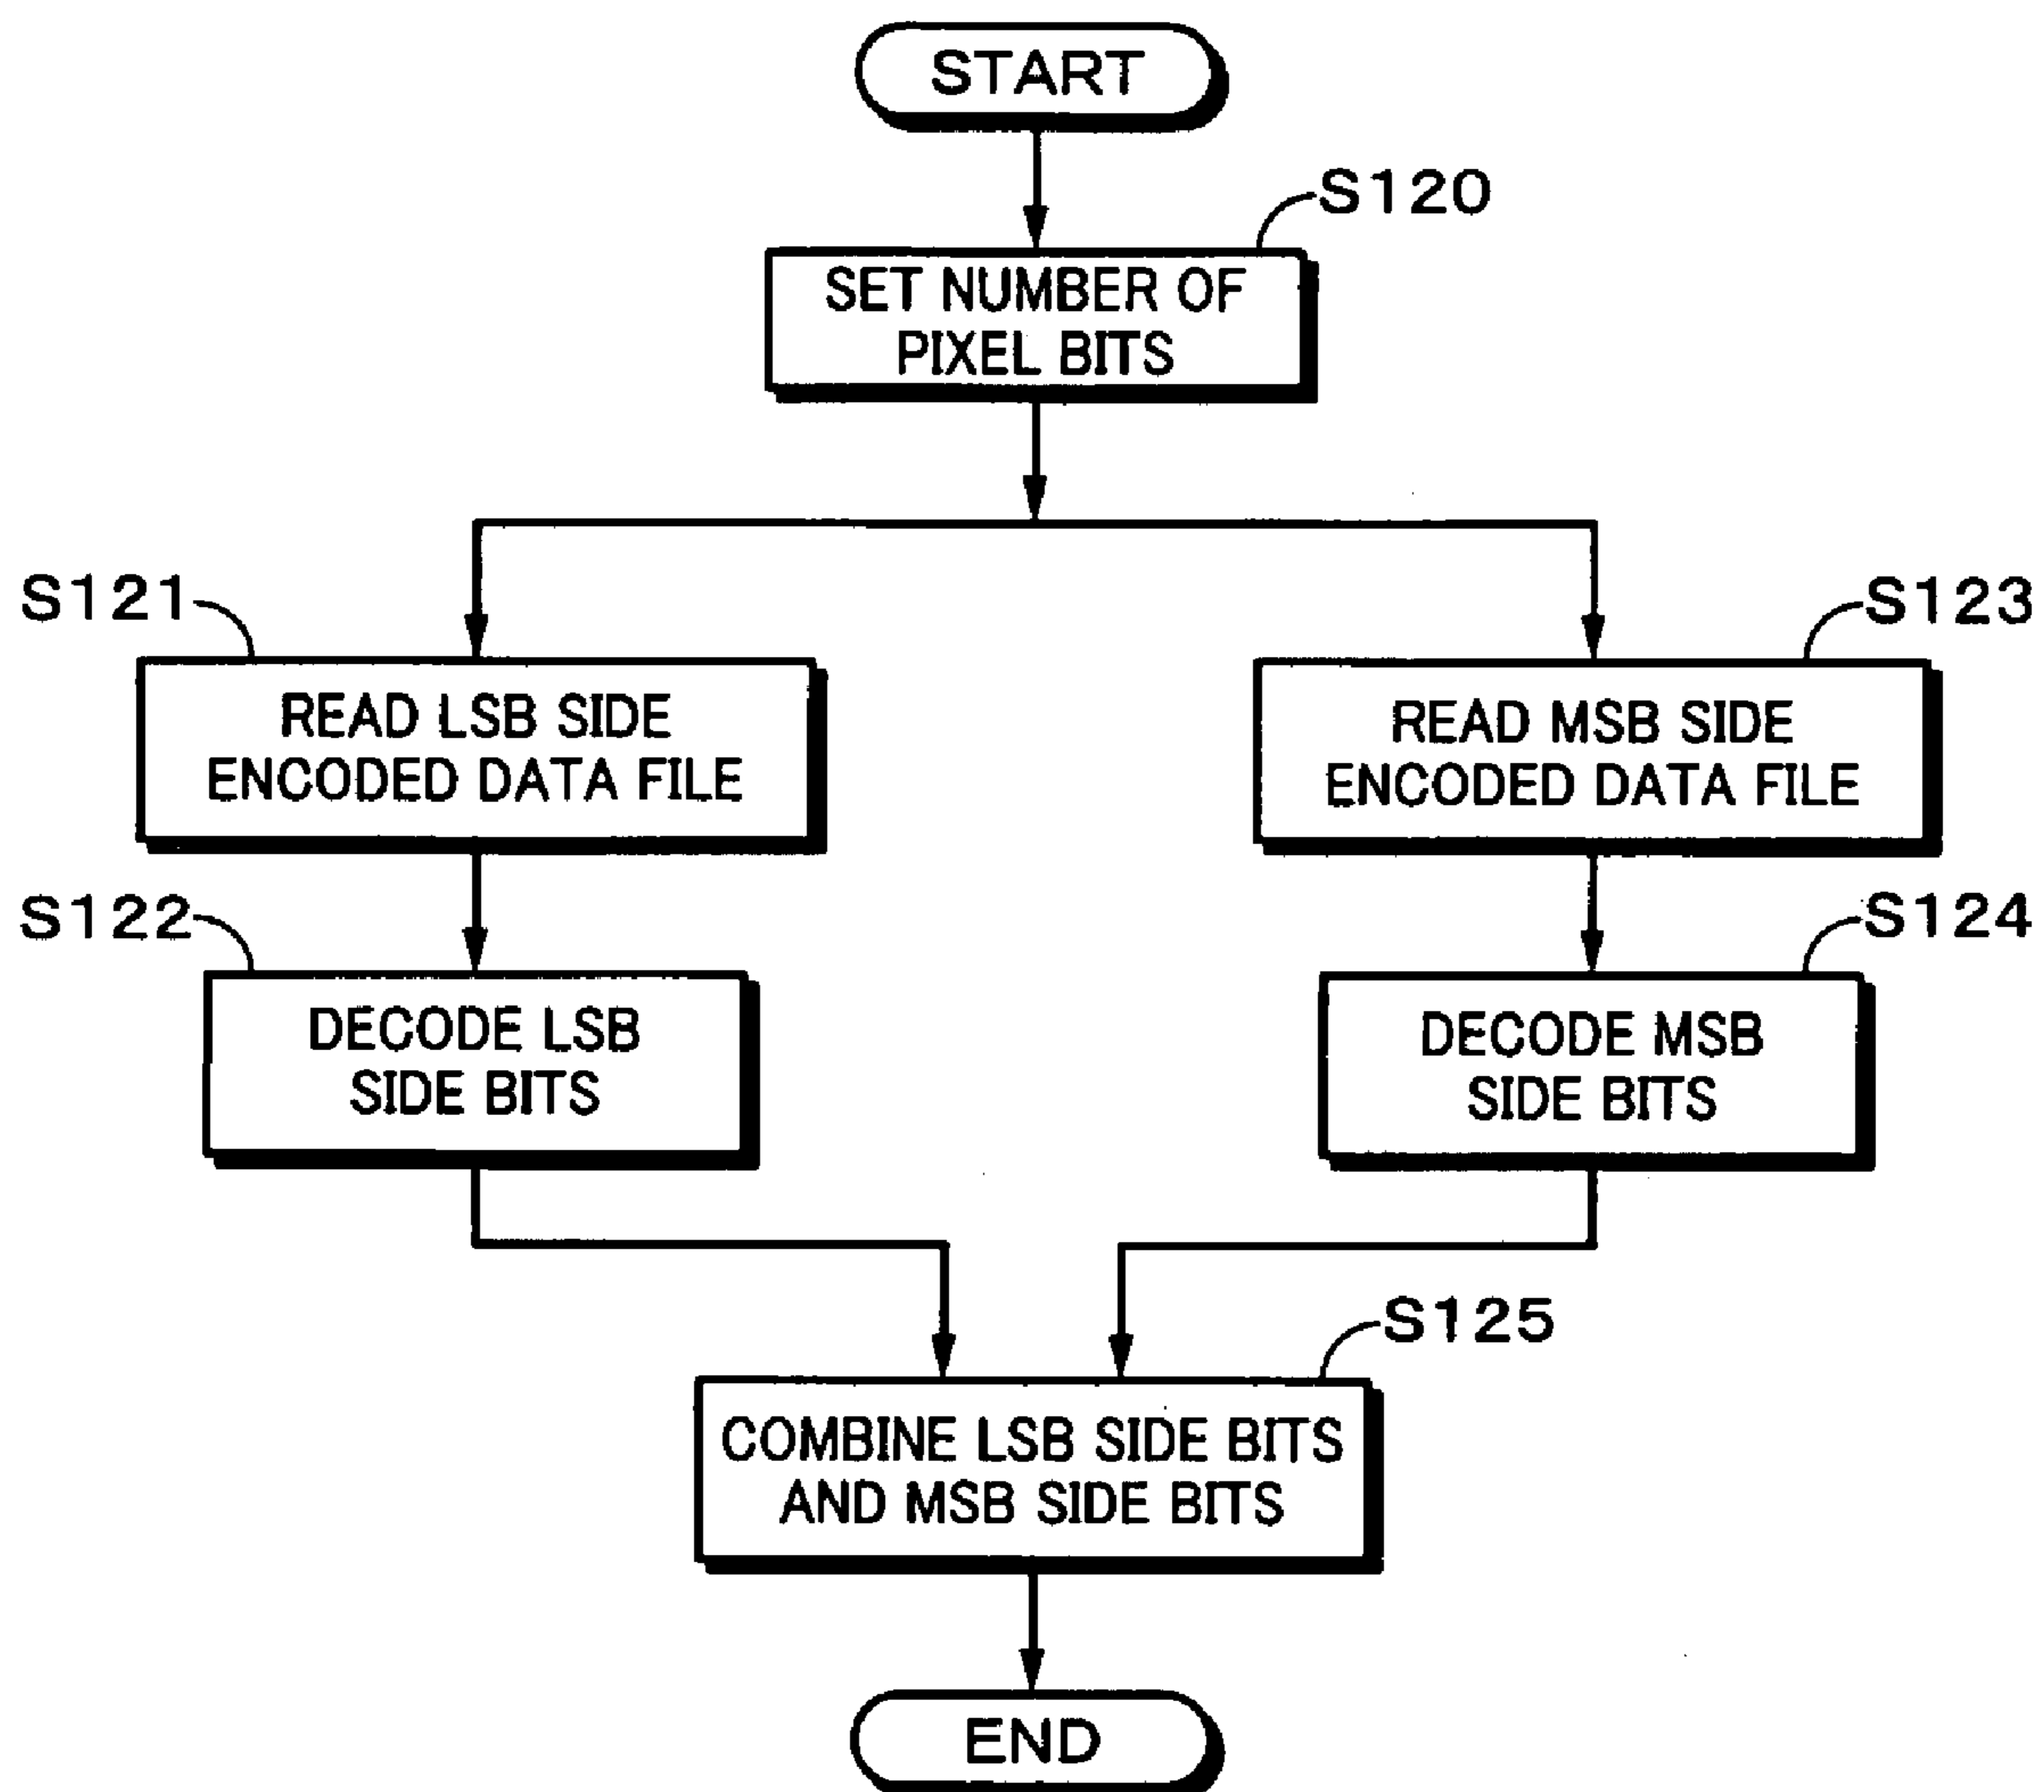 START
S120
SET NUMBER OF
PIXEL BITS
S121
READ LSB SIDE
ENCODED DATA FILE
S123
READ MSB SIDE
ENCODED DATA FILE
S122
DECODE LSB
SIDE BITS
S124
DECODE MSB
SIDE BITS
S125
COMBINE LSB SIDE BITS
AND MSB SIDE BITS
END